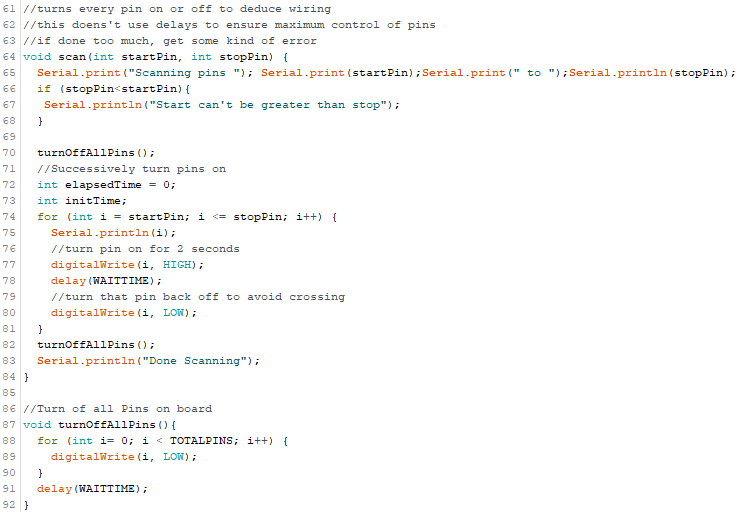 61 //turns every pin on or off to deduce wiring
62 //this doens't use delays to ensure maximum control of pins
63 //if done too much, get some kind of error
64 void scan(int startPin, int stopPin) {
65   Serial.print("Scanning pins "); Serial.print(startPin);Serial.print(" to ");Serial.println(stopPin);
66   if (stopPin<startPin){
67    Serial.println("Start can't be greater than stop");
68   }
69
70   turnOffAllPins();
71   //Successively turn pins on
72   int elapsedTime = 0;
73   int initTime;
74   for (int i = startPin; i <= stopPin; i++) {
75     Serial.println(i);
76     //turn pin on for 2 seconds
77     digitalWrite(i, HIGH);
78     delay(WAITTIME);
79     //turn that pin back off to avoid crossing
80     digitalWrite(i, LOW);
81   }
82   turnOffAllPins();
83   Serial.println("Done Scanning");
84 }
85
86 //Turn of all Pins on board
87 void turnOffAllPins(){
88   for (int i= 0; i < TOTALPINS; i++) {
89     digitalWrite(i, LOW);
90   }
91   delay(WAITTIME);
92 }